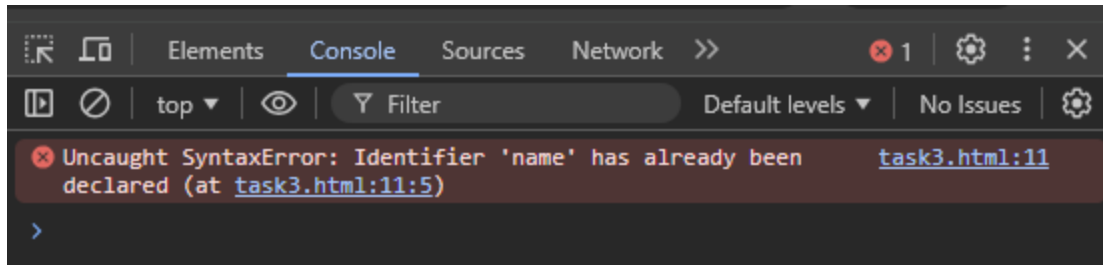 Elements Console Sources Network 1
top Filter Default levels No Issues
Uncaught SyntaxError: Identifier 'name' has already been task3.html:11
declared (at task3.html:11:5)